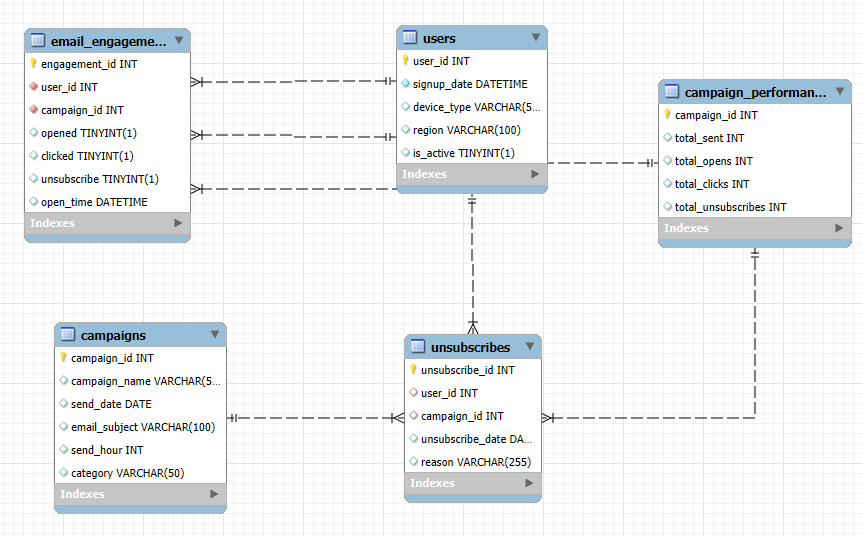 email_engageme...
engagement_id INT
user_id INT
campaign_id INT
opened TINYINT(1)
clicked TINYINT(1)
unsubscribe TINYINT(1)
open_time DATETIME
Indexes
users
user_id INT
signup_date DATETIME
device_type VARCHAR(5...
region VARCHAR(100)
is_active TINYINT(1)
Indexes
campaign_performan...
campaign_id INT
total_sent INT
total_opens INT
total_clicks INT
total_unsubscribes INT
Indexes
campaigns
campaign_id INT
campaign_name VARCHAR(5...
send_date DATE
email_subject VARCHAR(100)
send_hour INT
category VARCHAR(50)
Indexes
unsubscribes
unsubscribe_id INT
user_id INT
campaign_id INT
unsubscribe_date DA...
reason VARCHAR(255)
Indexes